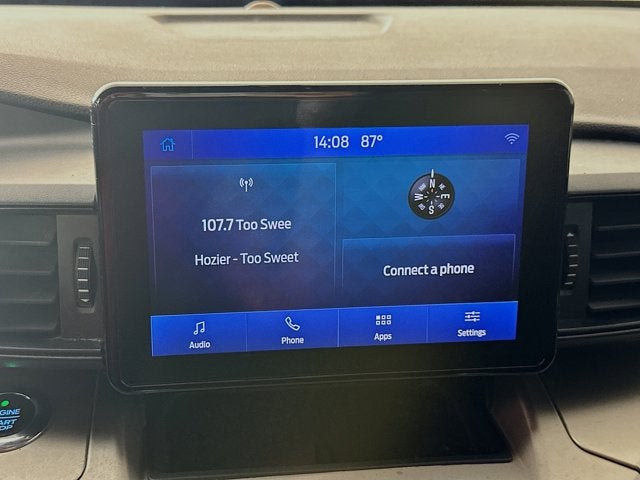 14:08 87°
107.7 Too Swee
Hozier - Too Sweet
N
W E
S
Connect a phone
Audio
Phone
Apps
Settings